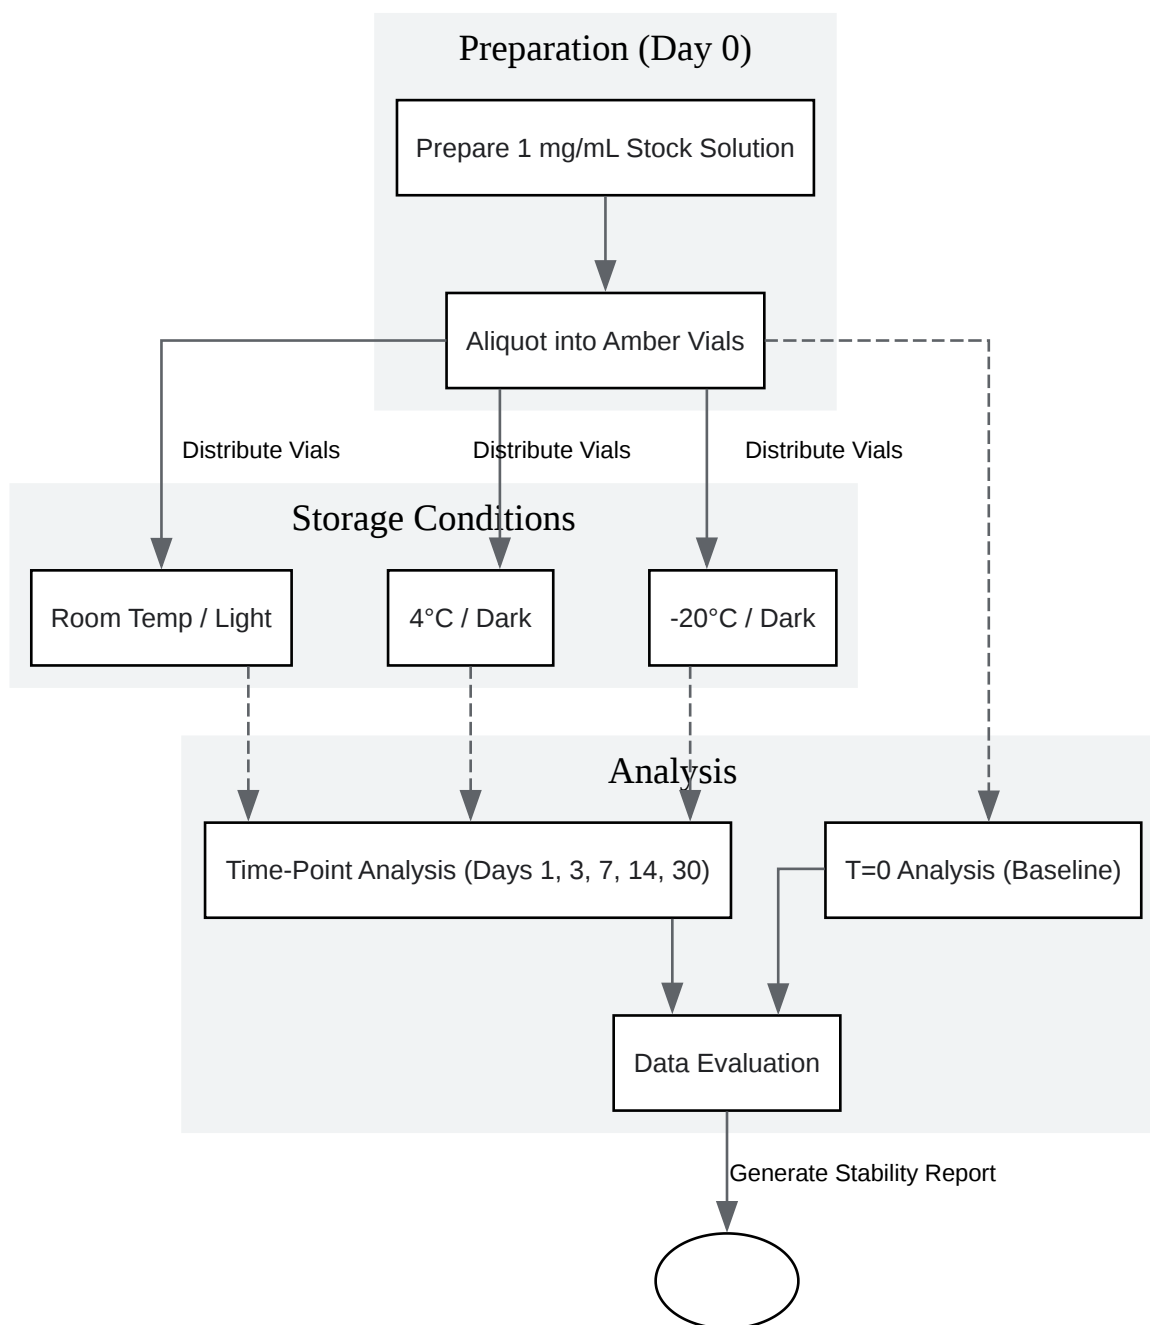 Preparation (Day 0)
Prepare 1 mg/mL Stock Solution
Aliquot into Amber Vials
Distribute Vials
Distribute Vials
Distribute Vials
Storage Conditions
Room Temp / Light
4°C / Dark
-20°C / Dark
Analysis
Time-Point Analysis (Days 1, 3, 7, 14, 30)
T=0 Analysis (Baseline)
Data Evaluation
Generate Stability Report